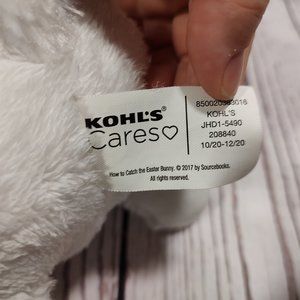 KOHL'S
Cares♡
How to Catch the Easter Bunny. © 2017 by Sourcebooks.
All rights reserved.
850020383016
KOHL'S
JHD1-5490
208840
10/20-12/20